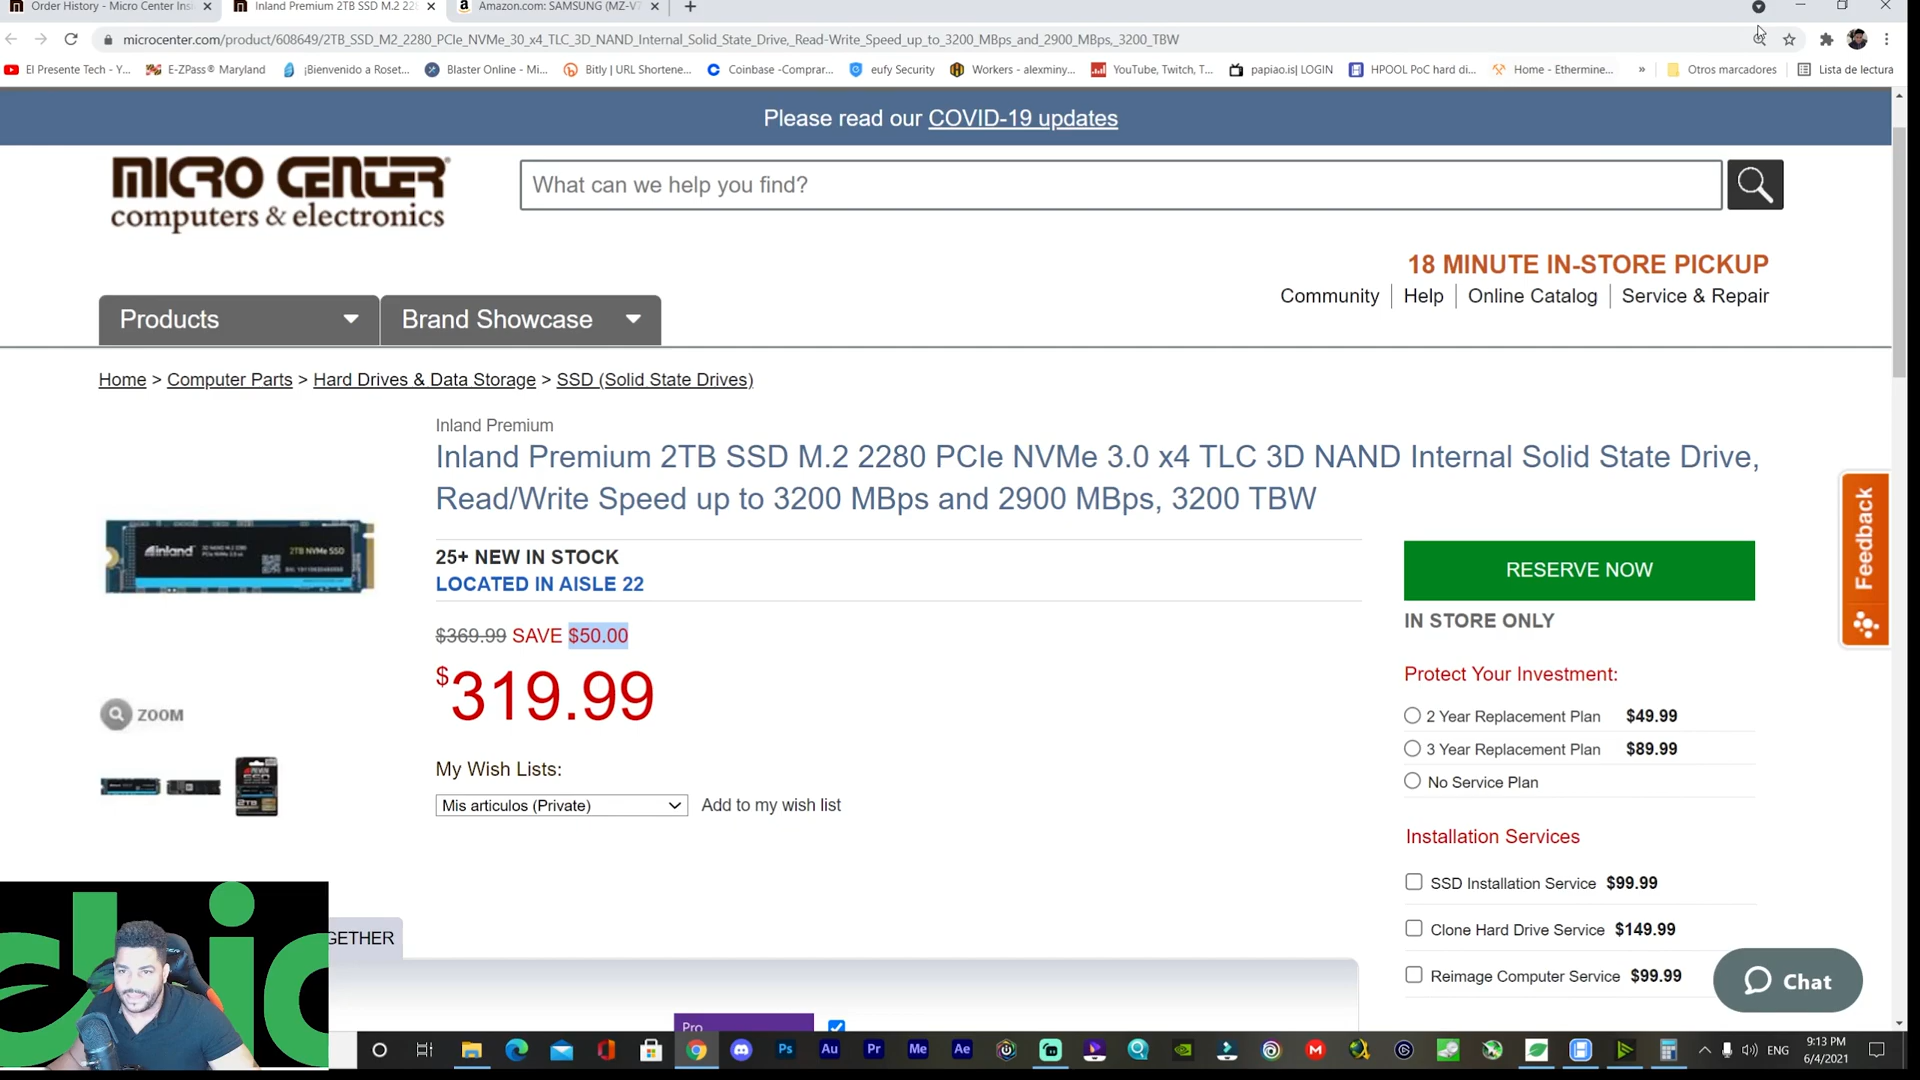 Order History - Micro Center Ins
Inland Premium 2TB SSD M.2 22
Amazon.com: SAMSUNG (MZ-V7
microcenter.com/product/608649/2TB_SSD_M2_2280_PCIe_NVMe_30_x4_TLC_3D_NAND_Internal_Solid_State_Drive,_Read-Write_Speed_up_to_3200_MBps_and_2900_MBps,_3200_TBW
El Presente Tech - Y... E-ZPass® Maryland ¡Bienvenido a Roset... Blaster Online - Mi... Bitly | URL Shortene... Coinbase -Comprar... eufy Security Workers - alexminy... YouTube, Twitch, T... papiao.is| LOGIN HPOOL PoC hard di... Home - Ethermine... » Otros marcadores Lista de lectura
Please read our COVID-19 updates
MICRO CENTER
computers & electronics
What can we help you find?
18 MINUTE IN-STORE PICKUP
Community Help Online Catalog Service & Repair
Products
Brand Showcase
Home > Computer Parts > Hard Drives & Data Storage > SSD (Solid State Drives)
Inland Premium
Inland Premium 2TB SSD M.2 2280 PCIe NVMe 3.0 x4 TLC 3D NAND Internal Solid State Drive,
Read/Write Speed up to 3200 MBps and 2900 MBps, 3200 TBW
inland
2TB NVMe SSD
25+ NEW IN STOCK
LOCATED IN AISLE 22
$369.99 SAVE $50.00
$319.99
ZOOM
My Wish Lists:
Mis articulos (Private)
Add to my wish list
RESERVE NOW
IN STORE ONLY
Protect Your Investment:
2 Year Replacement Plan $49.99
3 Year Replacement Plan $89.99
No Service Plan
Installation Services
SSD Installation Service $99.99
Clone Hard Drive Service $149.99
Reimage Computer Service $99.99
Feedback
Chat
GETHER
Pro
Ps Au Pr Me Ae
ENG
9:13 PM
6/4/2021